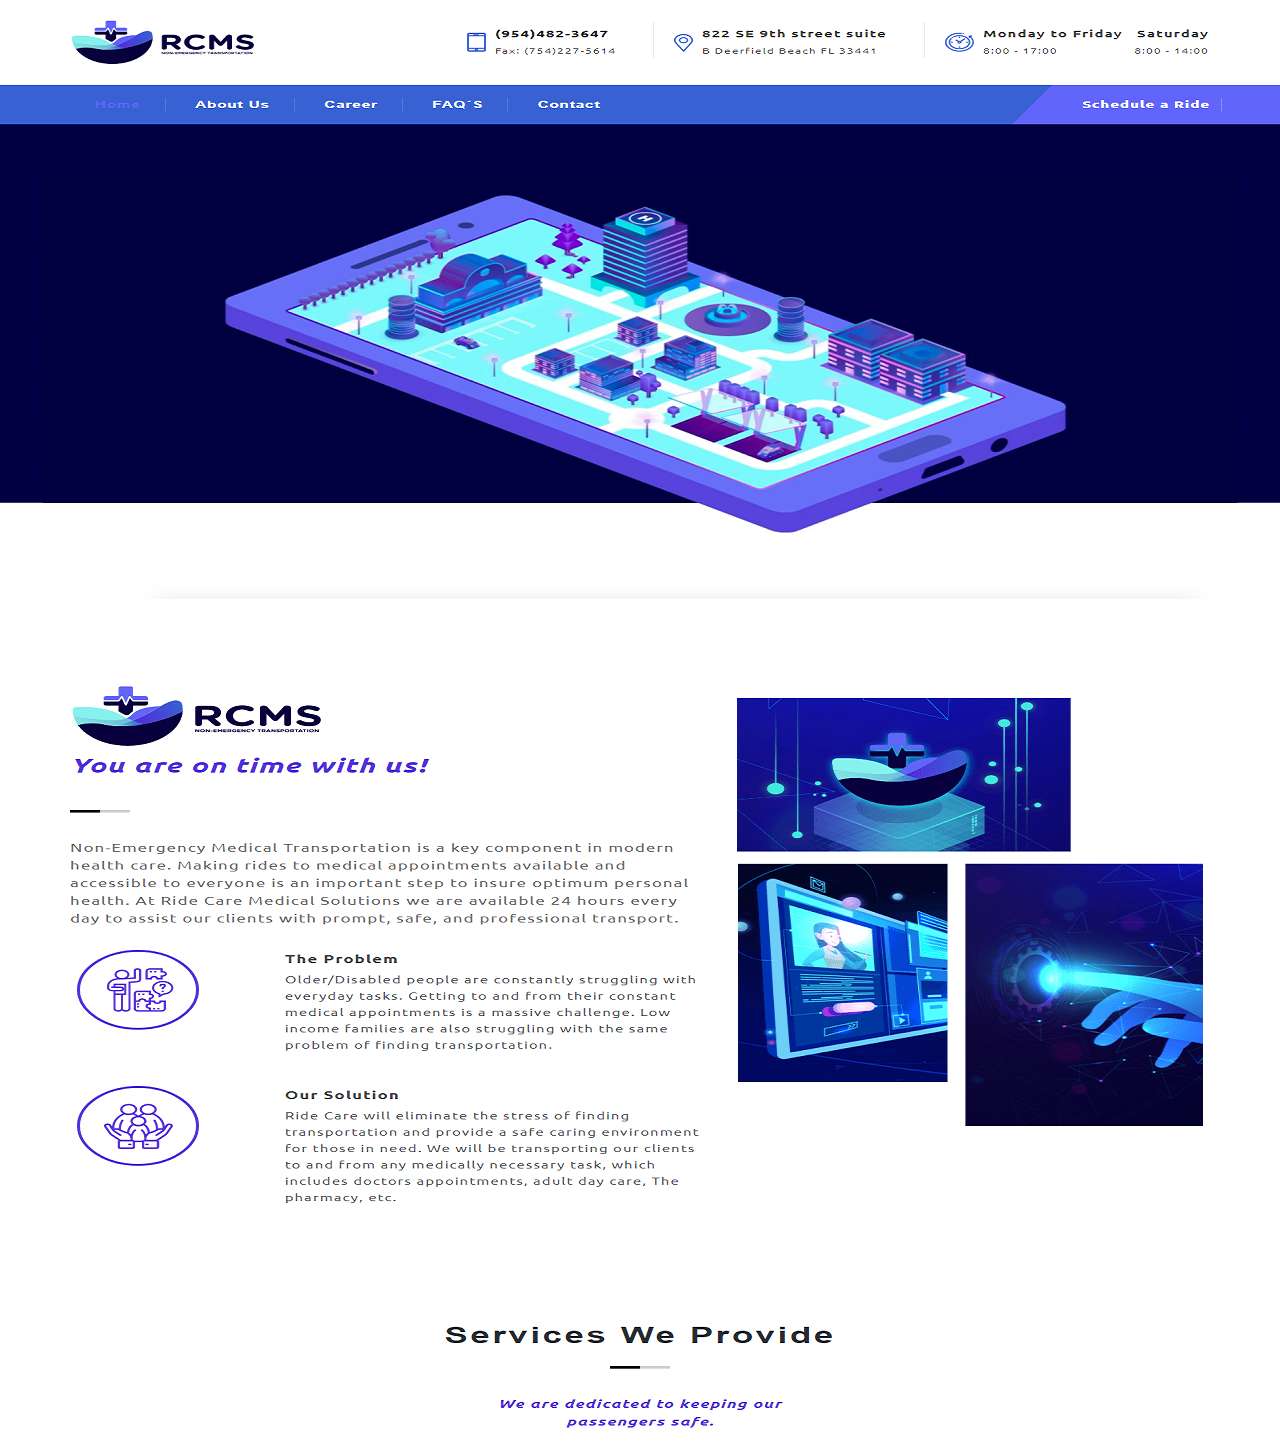 RCMS
NON-EMERGENCY TRANSPORTATION
(954)482-3647
Fax: (754)227-5614
822 SE 9th street suite
B Deerfield Beach FL 33441
Monday to Friday
8:00 - 17:00
Saturday
8:00 - 14:00
Home
About Us
Career
FAQ´S
Contact
Schedule a Ride
H
RCMS
NON-EMERGENCY TRANSPORTATION
You are on time with us!
Non-Emergency Medical Transportation is a key component in modern
health care. Making rides to medical appointments available and
accessible to everyone is an important step to insure optimum personal
health. At Ride Care Medical Solutions we are available 24 hours every
day to assist our clients with prompt, safe, and professional transport.
The Problem
Older/Disabled people are constantly struggling with
everyday tasks. Getting to and from their constant
medical appointments is a massive challenge. Low
income families are also struggling with the same
problem of finding transportation.
Our Solution
Ride Care will eliminate the stress of finding
transportation and provide a safe caring environment
for those in need. We will be transporting our clients
to and from any medically necessary task, which
includes doctors appointments, adult day care, The
pharmacy, etc.
Services We Provide
We are dedicated to keeping our
passengers safe.